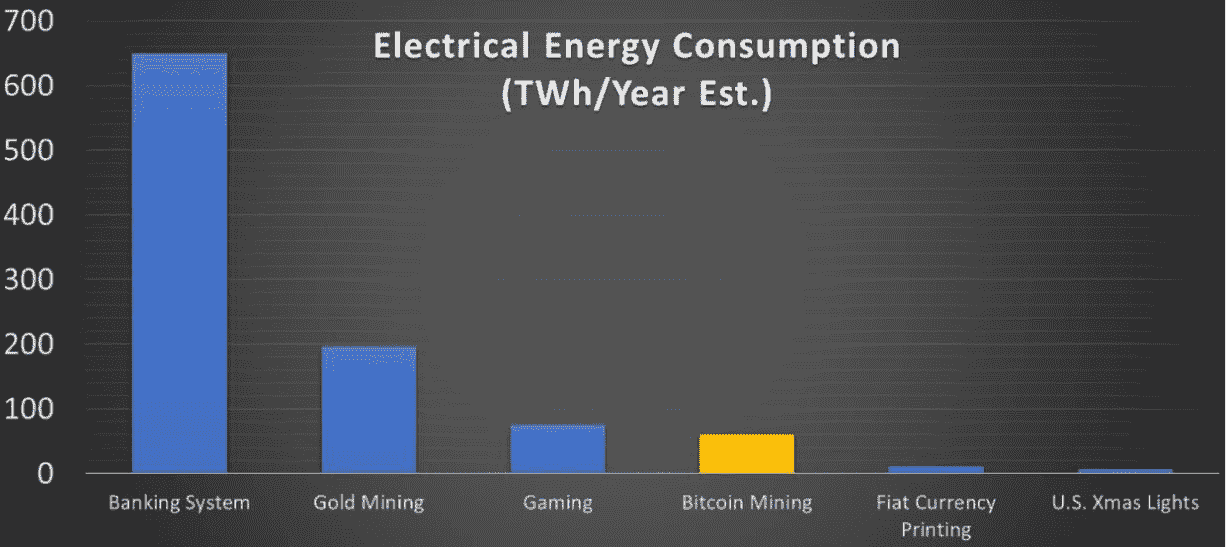 Electrical Energy Consumption
(TWh/Year Est.)
700
600
500
400
300
200
100
0
Banking System
Gold Mining
Gaming
Bitcoin Mining
Fiat Currency
Printing
U.S. Xmas Lights